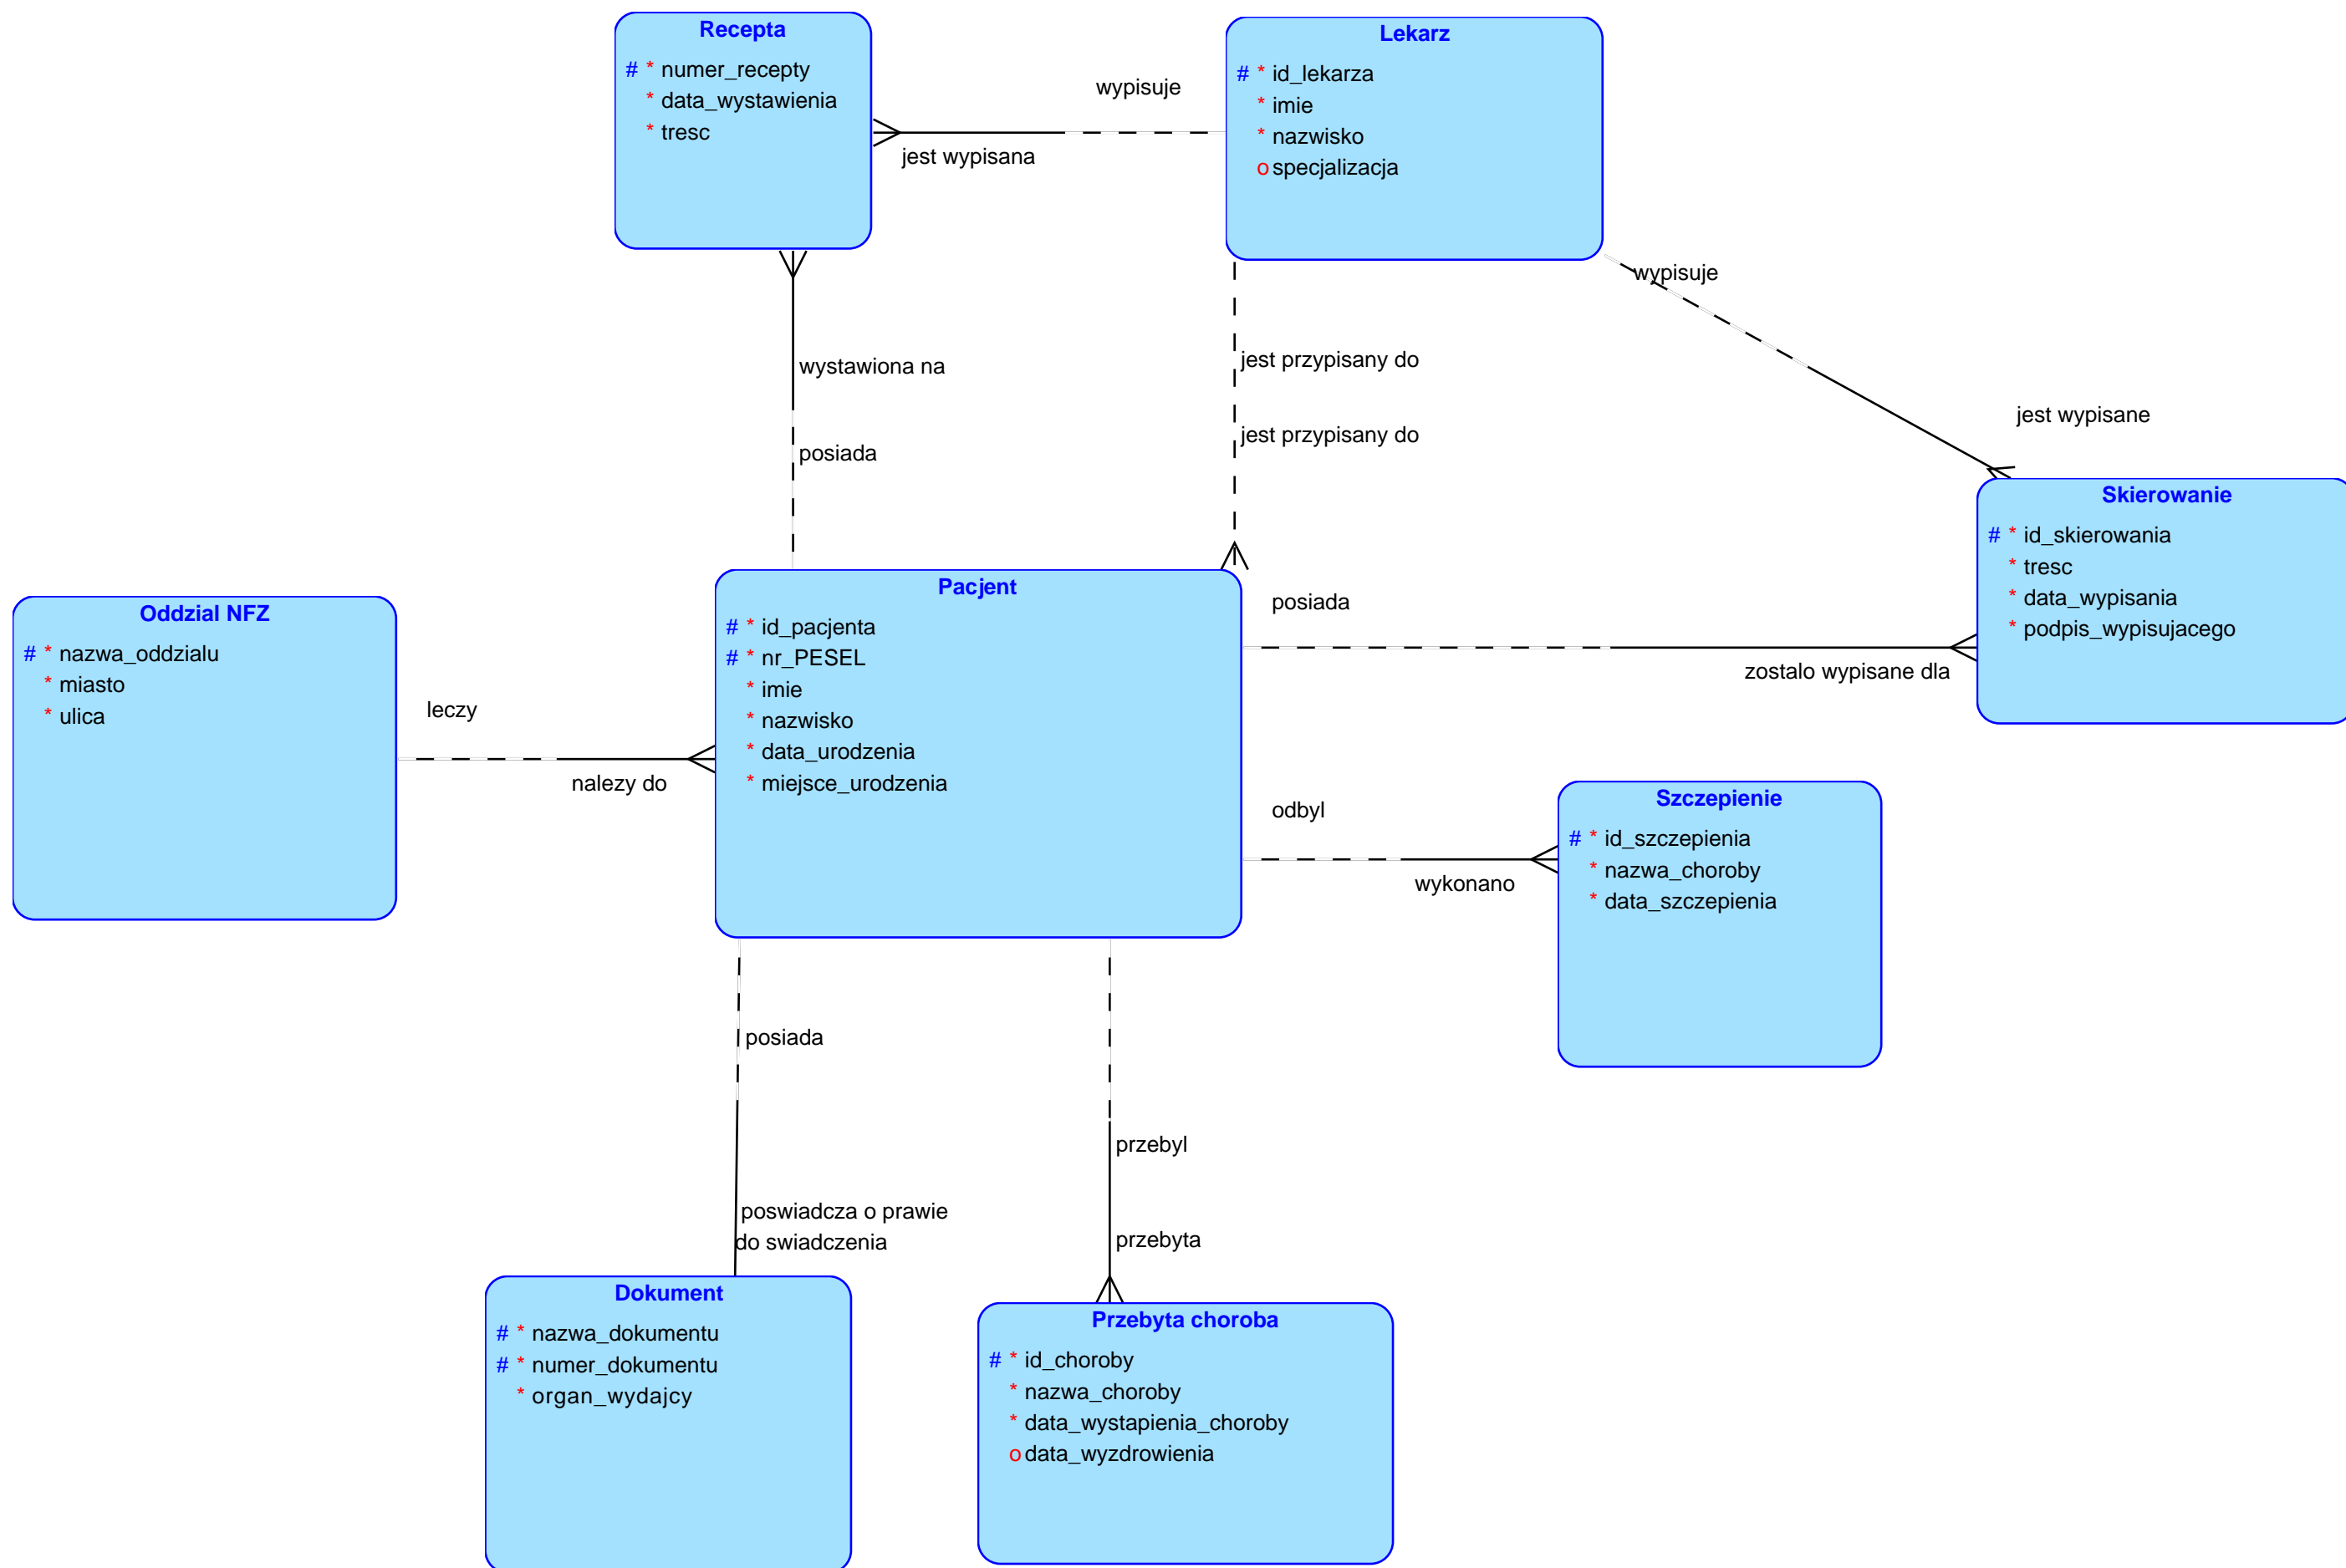 Recepta
# * numer_recepty
* data_wystawienia
* tresc
wypisuje
jest wypisana
Lekarz
# * id_lekarza
* imie
* nazwisko
o specjalizacja
wypisuje
jest wypisane
wystawiona na
posiada
jest przypisany do
jest przypisany do
Skierowanie
# * id_skierowania
* tresc
* data_wypisania
* podpis_wypisujacego
Oddzial NFZ
# * nazwa_oddzialu
* miasto
* ulica
leczy
nalezy do
Pacjent
# * id_pacjenta
# * nr_PESEL
* imie
* nazwisko
* data_urodzenia
* miejsce_urodzenia
posiada
zostalo wypisane dla
odbyl
wykonano
Szczepienie
# * id_szczepienia
* nazwa_choroby
* data_szczepienia
posiada
poswiadcza o prawie
do swiadczenia
przebyl
przebyta
Dokument
# * nazwa_dokumentu
# * numer_dokumentu
* organ_wydajcy
Przebyta choroba
# * id_choroby
* nazwa_choroby
* data_wystapienia_choroby
o data_wyzdrowienia